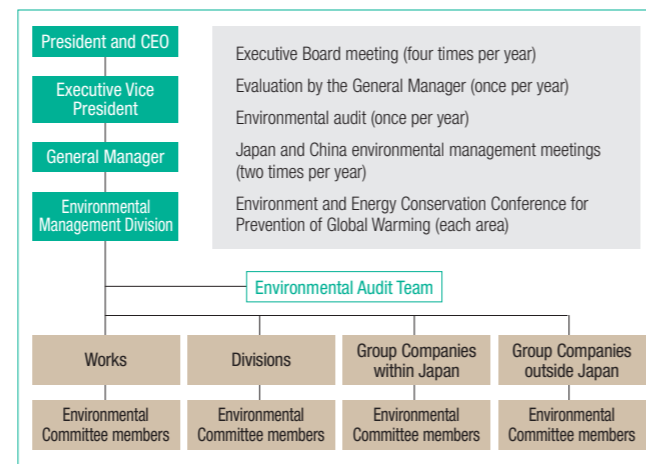 President and CEO
Executive Vice
President
General Manager
Environmental
Management Division
Executive Board meeting (four times per year)
Evaluation by the General Manager (once per year)
Environmental audit (once per year)
Japan and China environmental management meetings
(two times per year)
Environment and Energy Conservation Conference for
Prevention of Global Warming (each area)
Environmental Audit Team
Works
Divisions
Group Companies
within Japan
Group Companies
outside Japan
Environmental
Committee members
Environmental
Committee members
Environmental
Committee members
Environmental
Committee members